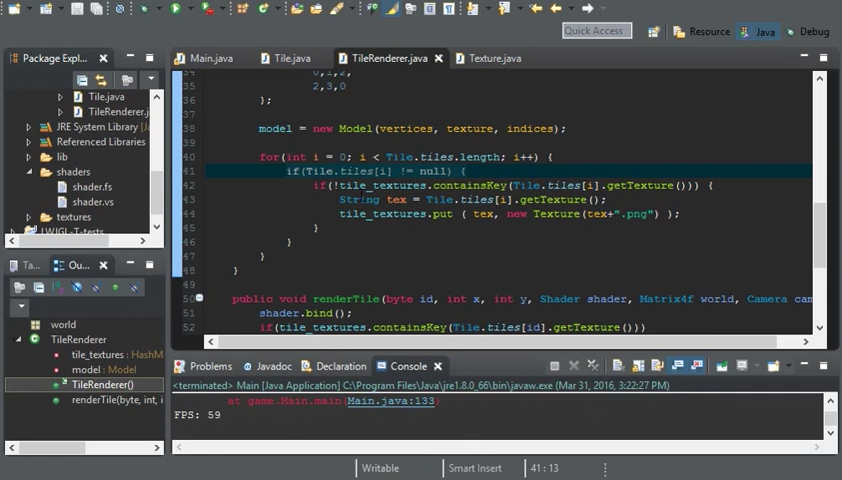 Quick Access
Resource
Java
Debug
Package Expl...
Tile.java
TileRenderer.j
JRE System Library [
Referenced Libraries
lib
shaders
shader.fs
shader.vs
textures
LWJGL-T-tests
Ta...
Ou...
world
TileRenderer
tile_textures : HashM
model : Model
TileRenderer()
renderTile(byte, int, i
Main.java
Tile.java
TileRenderer.java
Texture.java
34 0,1,2,
35 2,3,0
36 };
37
38 model = new Model(vertices, texture, indices);
39
40 for(int i = 0; i < Tile.tiles.length; i++) {
41 if(Tile.tiles[i] != null) {
42 if(!tile_textures.containsKey(Tile.tiles[i].getTexture())) {
43 String tex = Tile.tiles[i].getTexture();
44 tile_textures.put ( tex, new Texture(tex+".png") );
45 }
46 }
47 }
48 }
49
50 public void renderTile(byte id, int x, int y, Shader shader, Matrix4f world, Camera cam
51 shader.bind();
52 if(tile_textures.containsKey(Tile.tiles[id].getTexture()))
Problems
Javadoc
Declaration
Console
<terminated> Main [Java Application] C:\Program Files\Java\jre1.8.0_66\bin\javaw.exe (Mar 31, 2016, 3:22:27 PM)
at game.Main.main(Main.java:133)
FPS: 59
Writable
Smart Insert
41 : 13